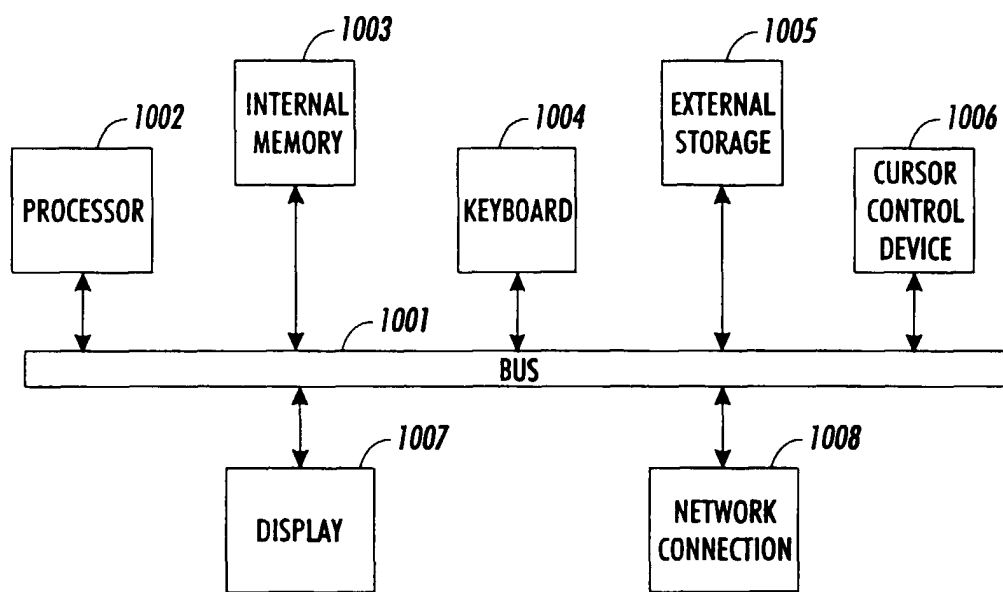 1003
INTERNAL
MEMORY
1005
EXTERNAL
STORAGE
1002
PROCESSOR
1004
KEYBOARD
1006
CURSOR
CONTROL
DEVICE
1001
BUS
1007
DISPLAY
1008
NETWORK
CONNECTION